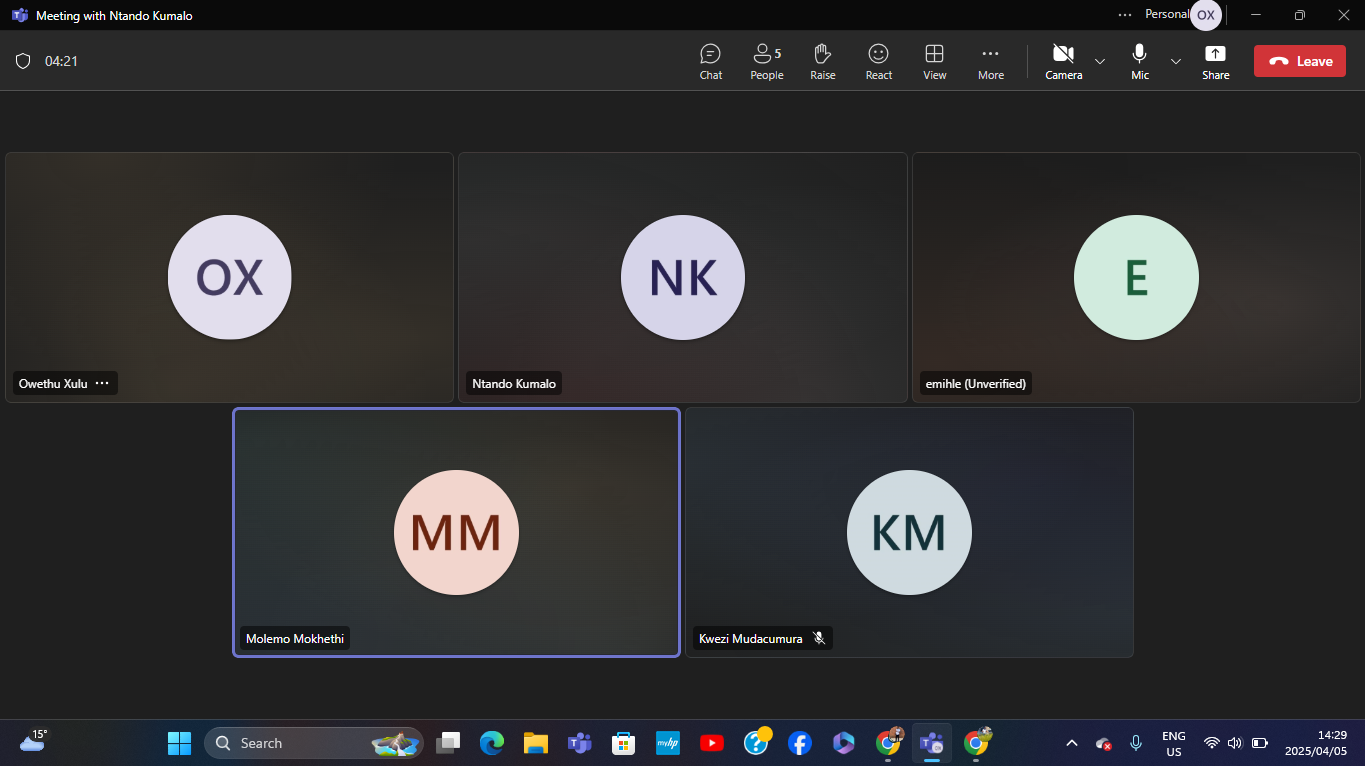 Meeting with Ntando Kumalo
Personal
OX
04:21
Chat
People
5
Raise
React
View
More
Camera
Mic
Share
Leave
OX
Owethu Xulu
NK
Ntando Kumalo
E
emihle (Unverified)
MM
Molemo Mokhethi
KM
Kwezi Mudacumura
15°
Search
myhp
ENG
US
14:29
2025/04/05